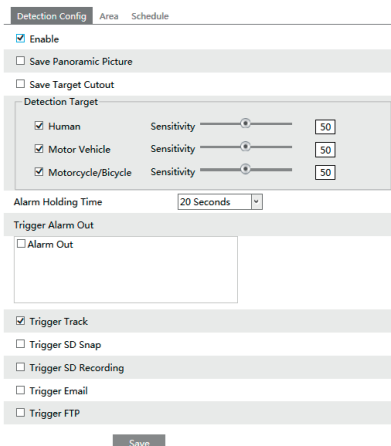 Detection Config Area Schedule
Enable
Save Panoramic Picture
Save Target Cutout
Detection Target
Human Sensitivity 50
Motor Vehicle Sensitivity 50
Motorcycle/Bicycle Sensitivity 50
Alarm Holding Time 20 Seconds
Trigger Alarm Out
Alarm Out
Trigger Track
Trigger SD Snap
Trigger SD Recording
Trigger Email
Trigger FTP
Save